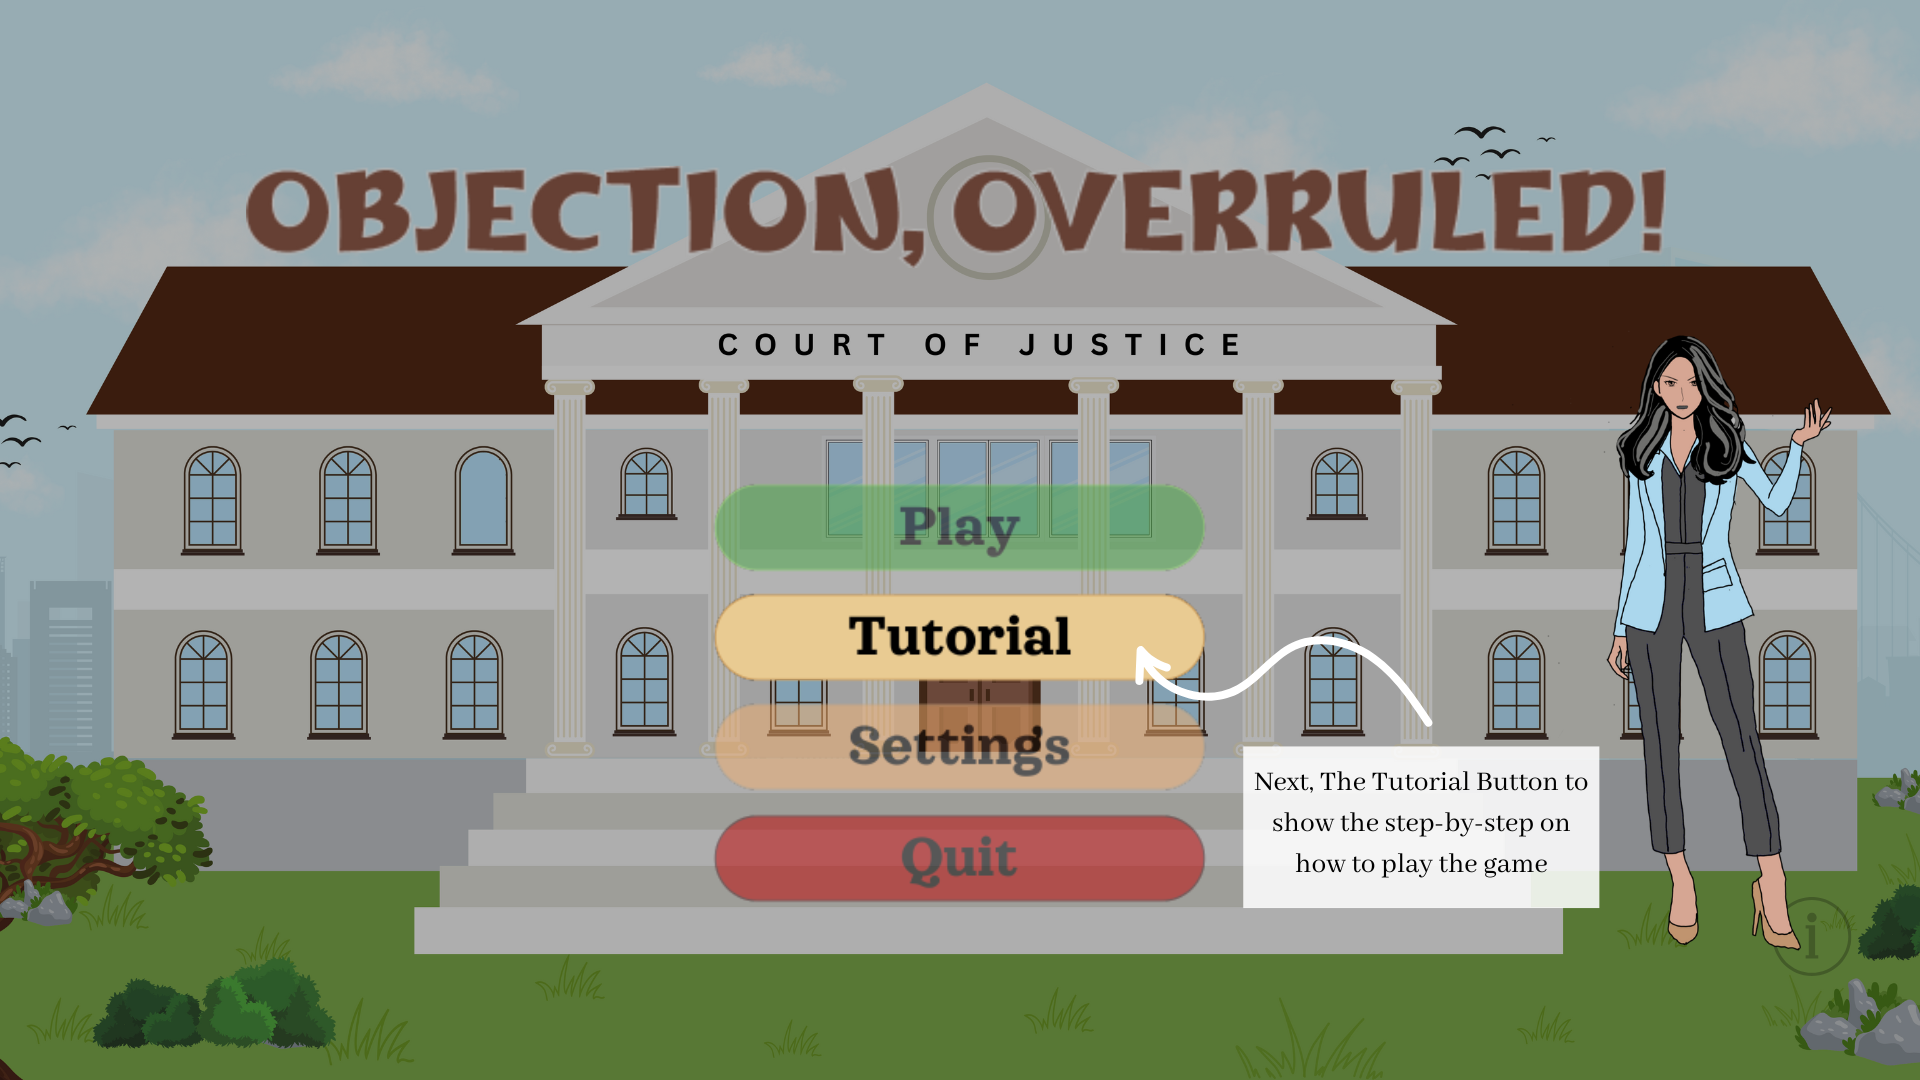 OBJECTION, OVERRULED!
COURT OF JUSTICE
Play
Tutorial
Settings
Quit
Next, The Tutorial Button to
show the step-by-step on
how to play the game
i